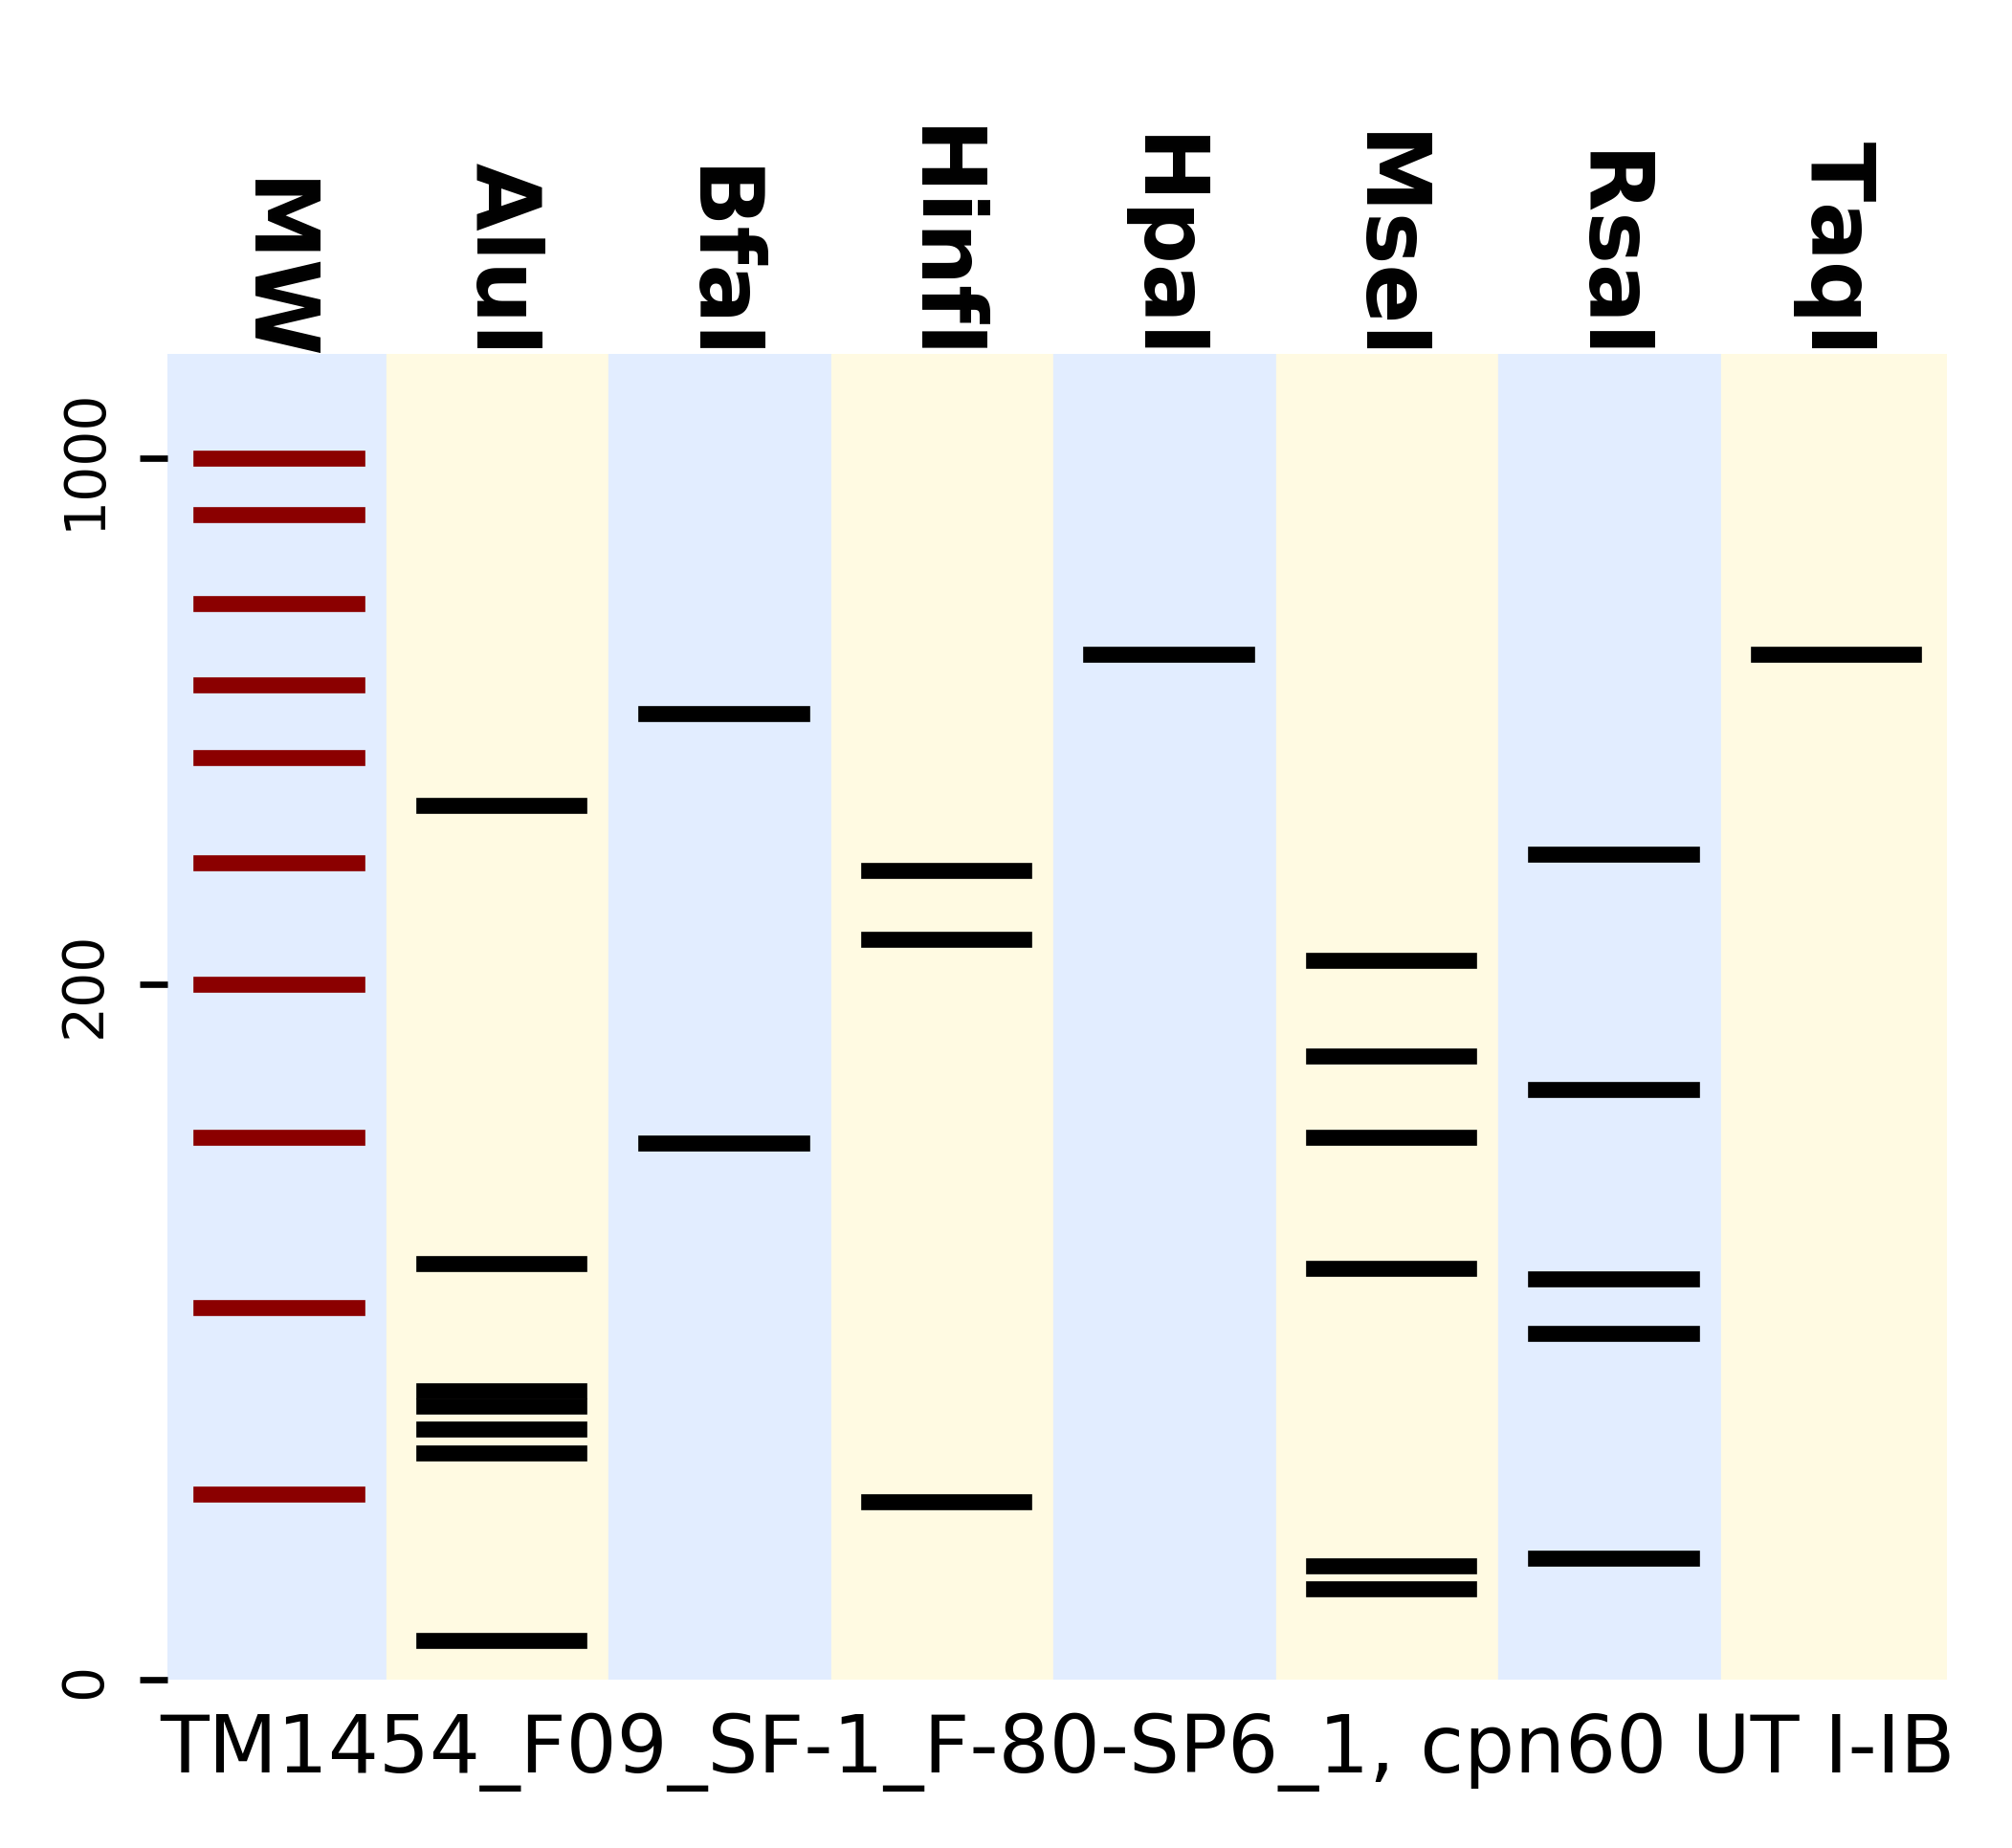 MW
AluI
BfaI
HinfI
HpaI
MseI
RsaI
TaqI
1000
200
0
TM1454_F09_SF-1_F-80-SP6_1, cpn60 UT I-IB